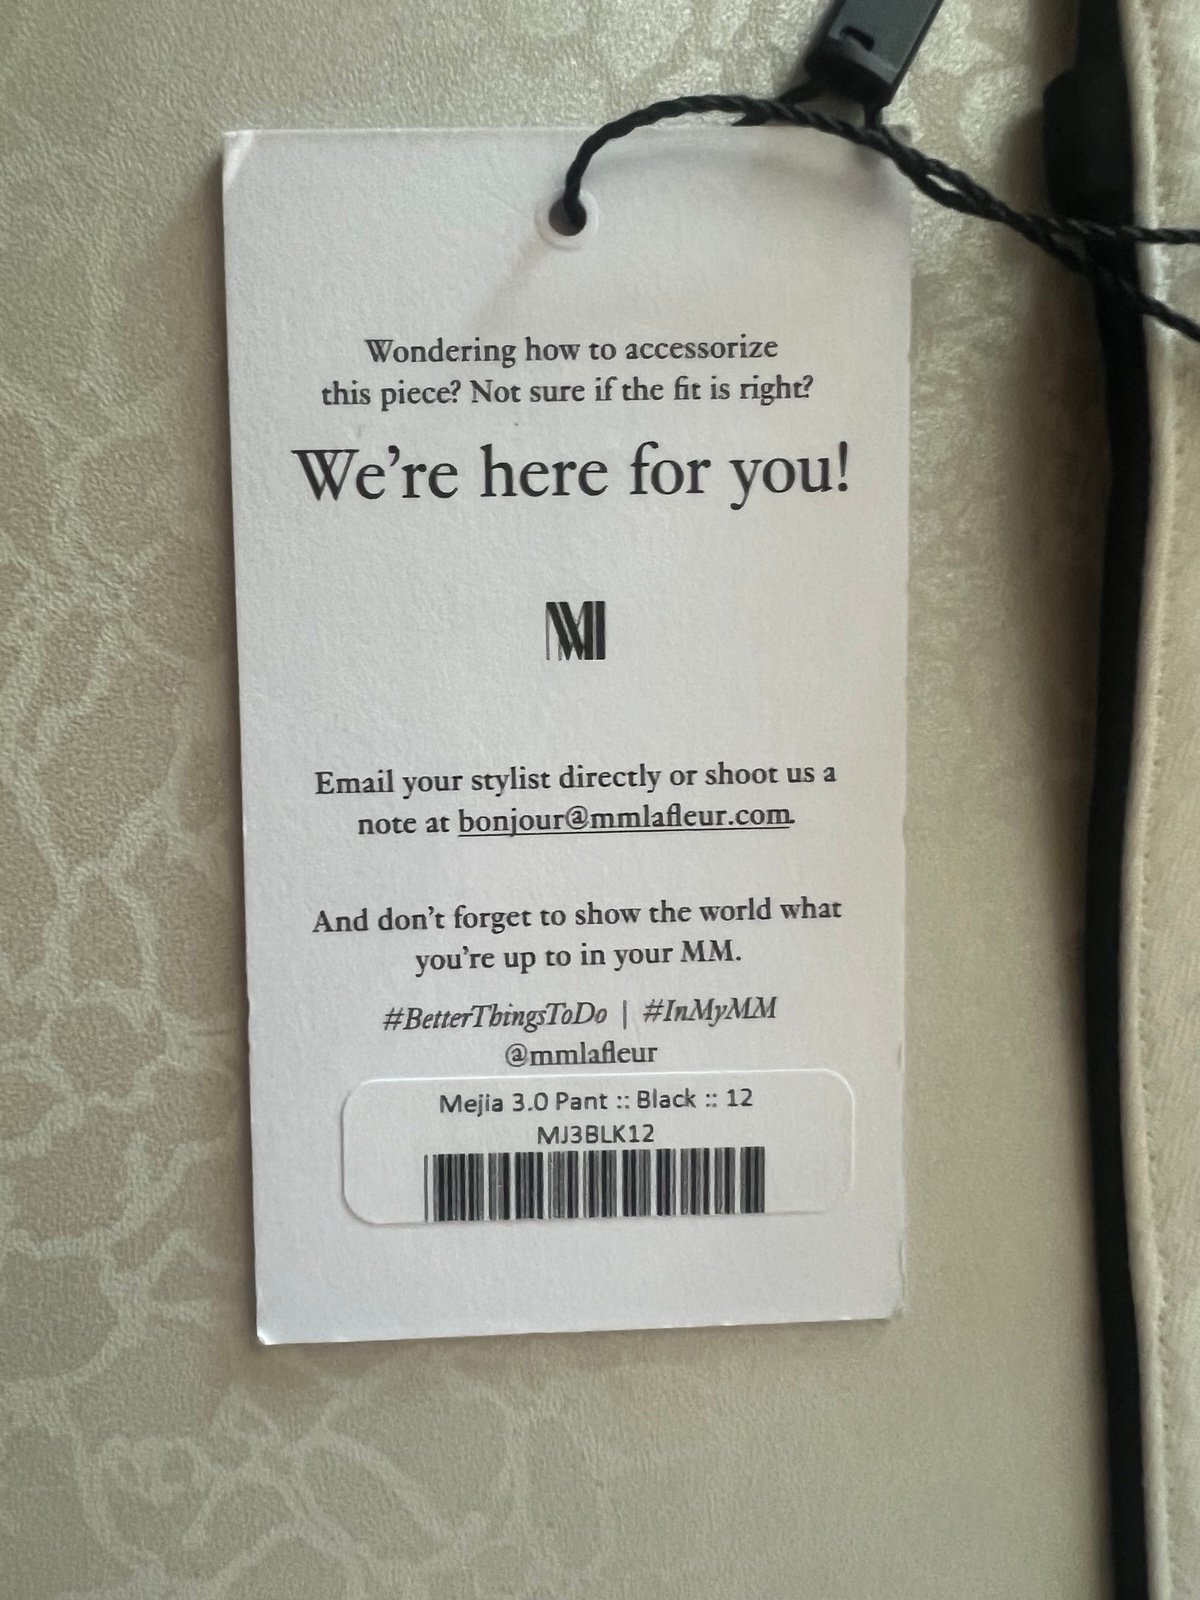 Wondering how to accessorize
this piece? Not sure if the fit is right?
We're here for you!
MM
Email your stylist directly or shoot us a
note at bonjour@mmlafleur.com.
And don't forget to show the world what
you're up to in your MM.
#BetterThingsToDo | #InMyMM
@mmlafleur
Mejia 3.0 Pant :: Black :: 12
MJ3BLK12